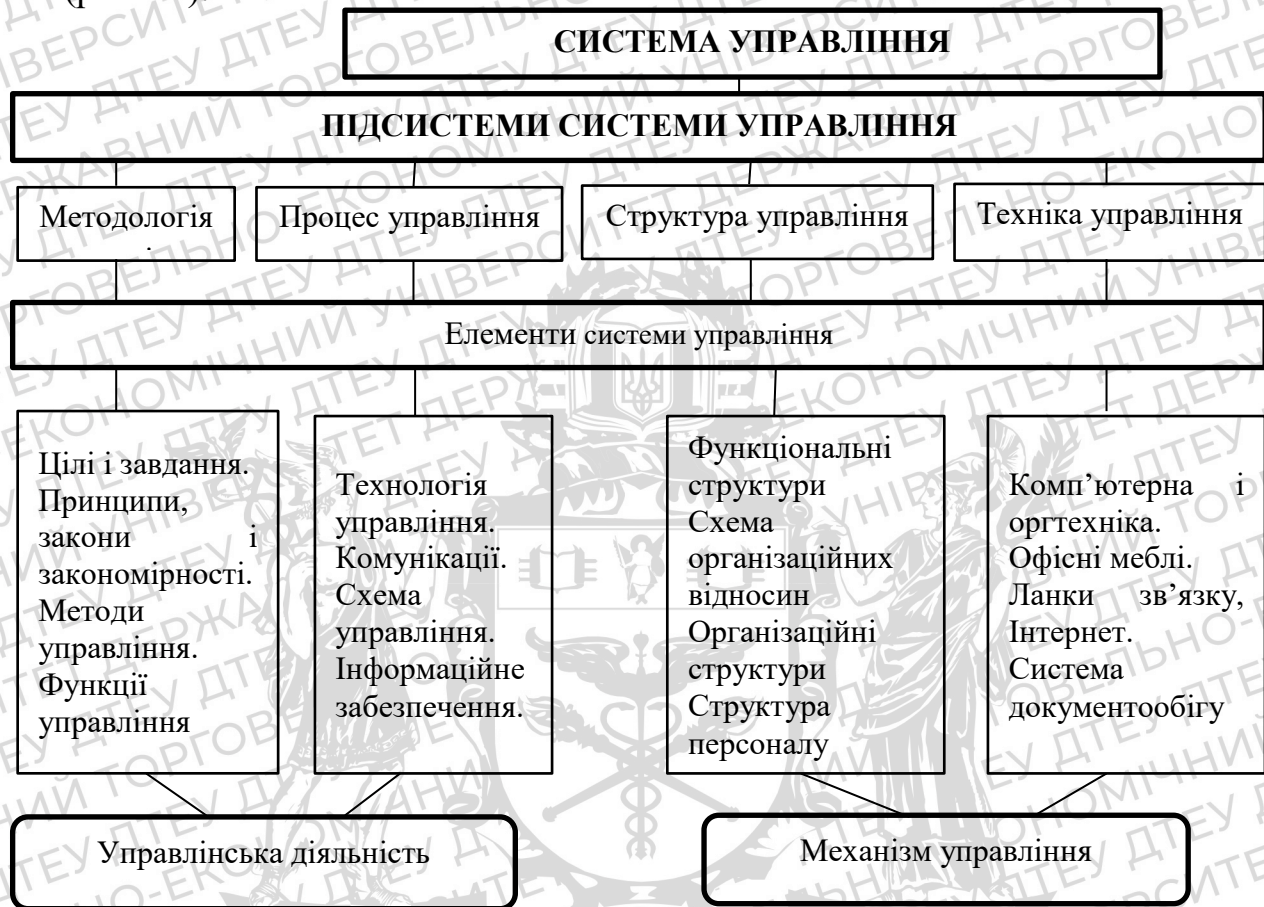 СИСТЕМА УПРАВЛІННЯ
ПІДСИСТЕМИ СИСТЕМИ УПРАВЛІННЯ
Методологія
Процес управління
Структура управління
Техніка управління
Елементи системи управління
Цілі і завдання.
Принципи,
закони і
закономірності.
Методи
управління.
Функції
управління
Технологія
управління.
Комунікації.
Схема
управління.
Інформаційне
забезпечення.
Функціональні
структури
Схема
організаційних
відносин
Організаційні
структури
Структура
персоналу
Комп’ютерна і
оргтехніка.
Офісні меблі.
Ланки зв’язку,
Інтернет.
Система
документообігу
Управлінська діяльність
Механізм управління